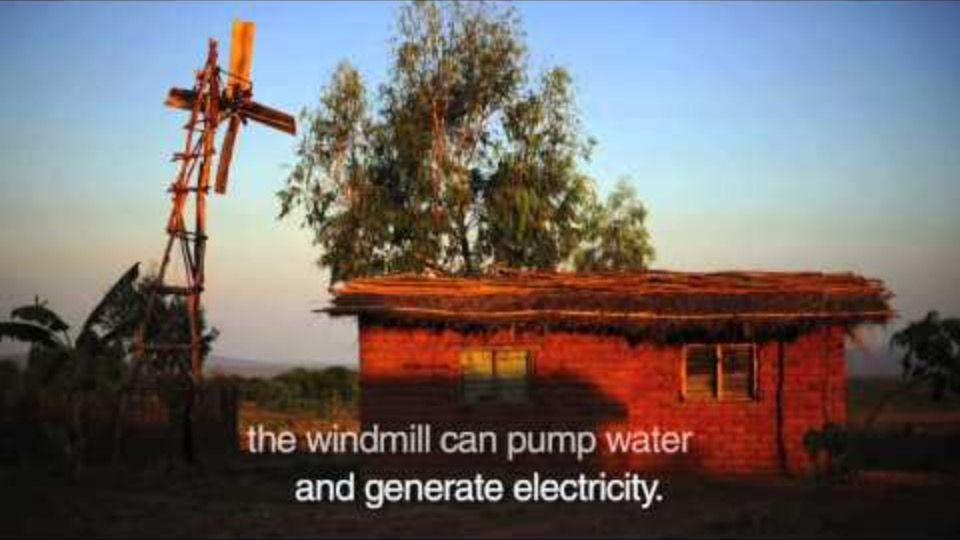 the windmill can pump water
and generate electricity.